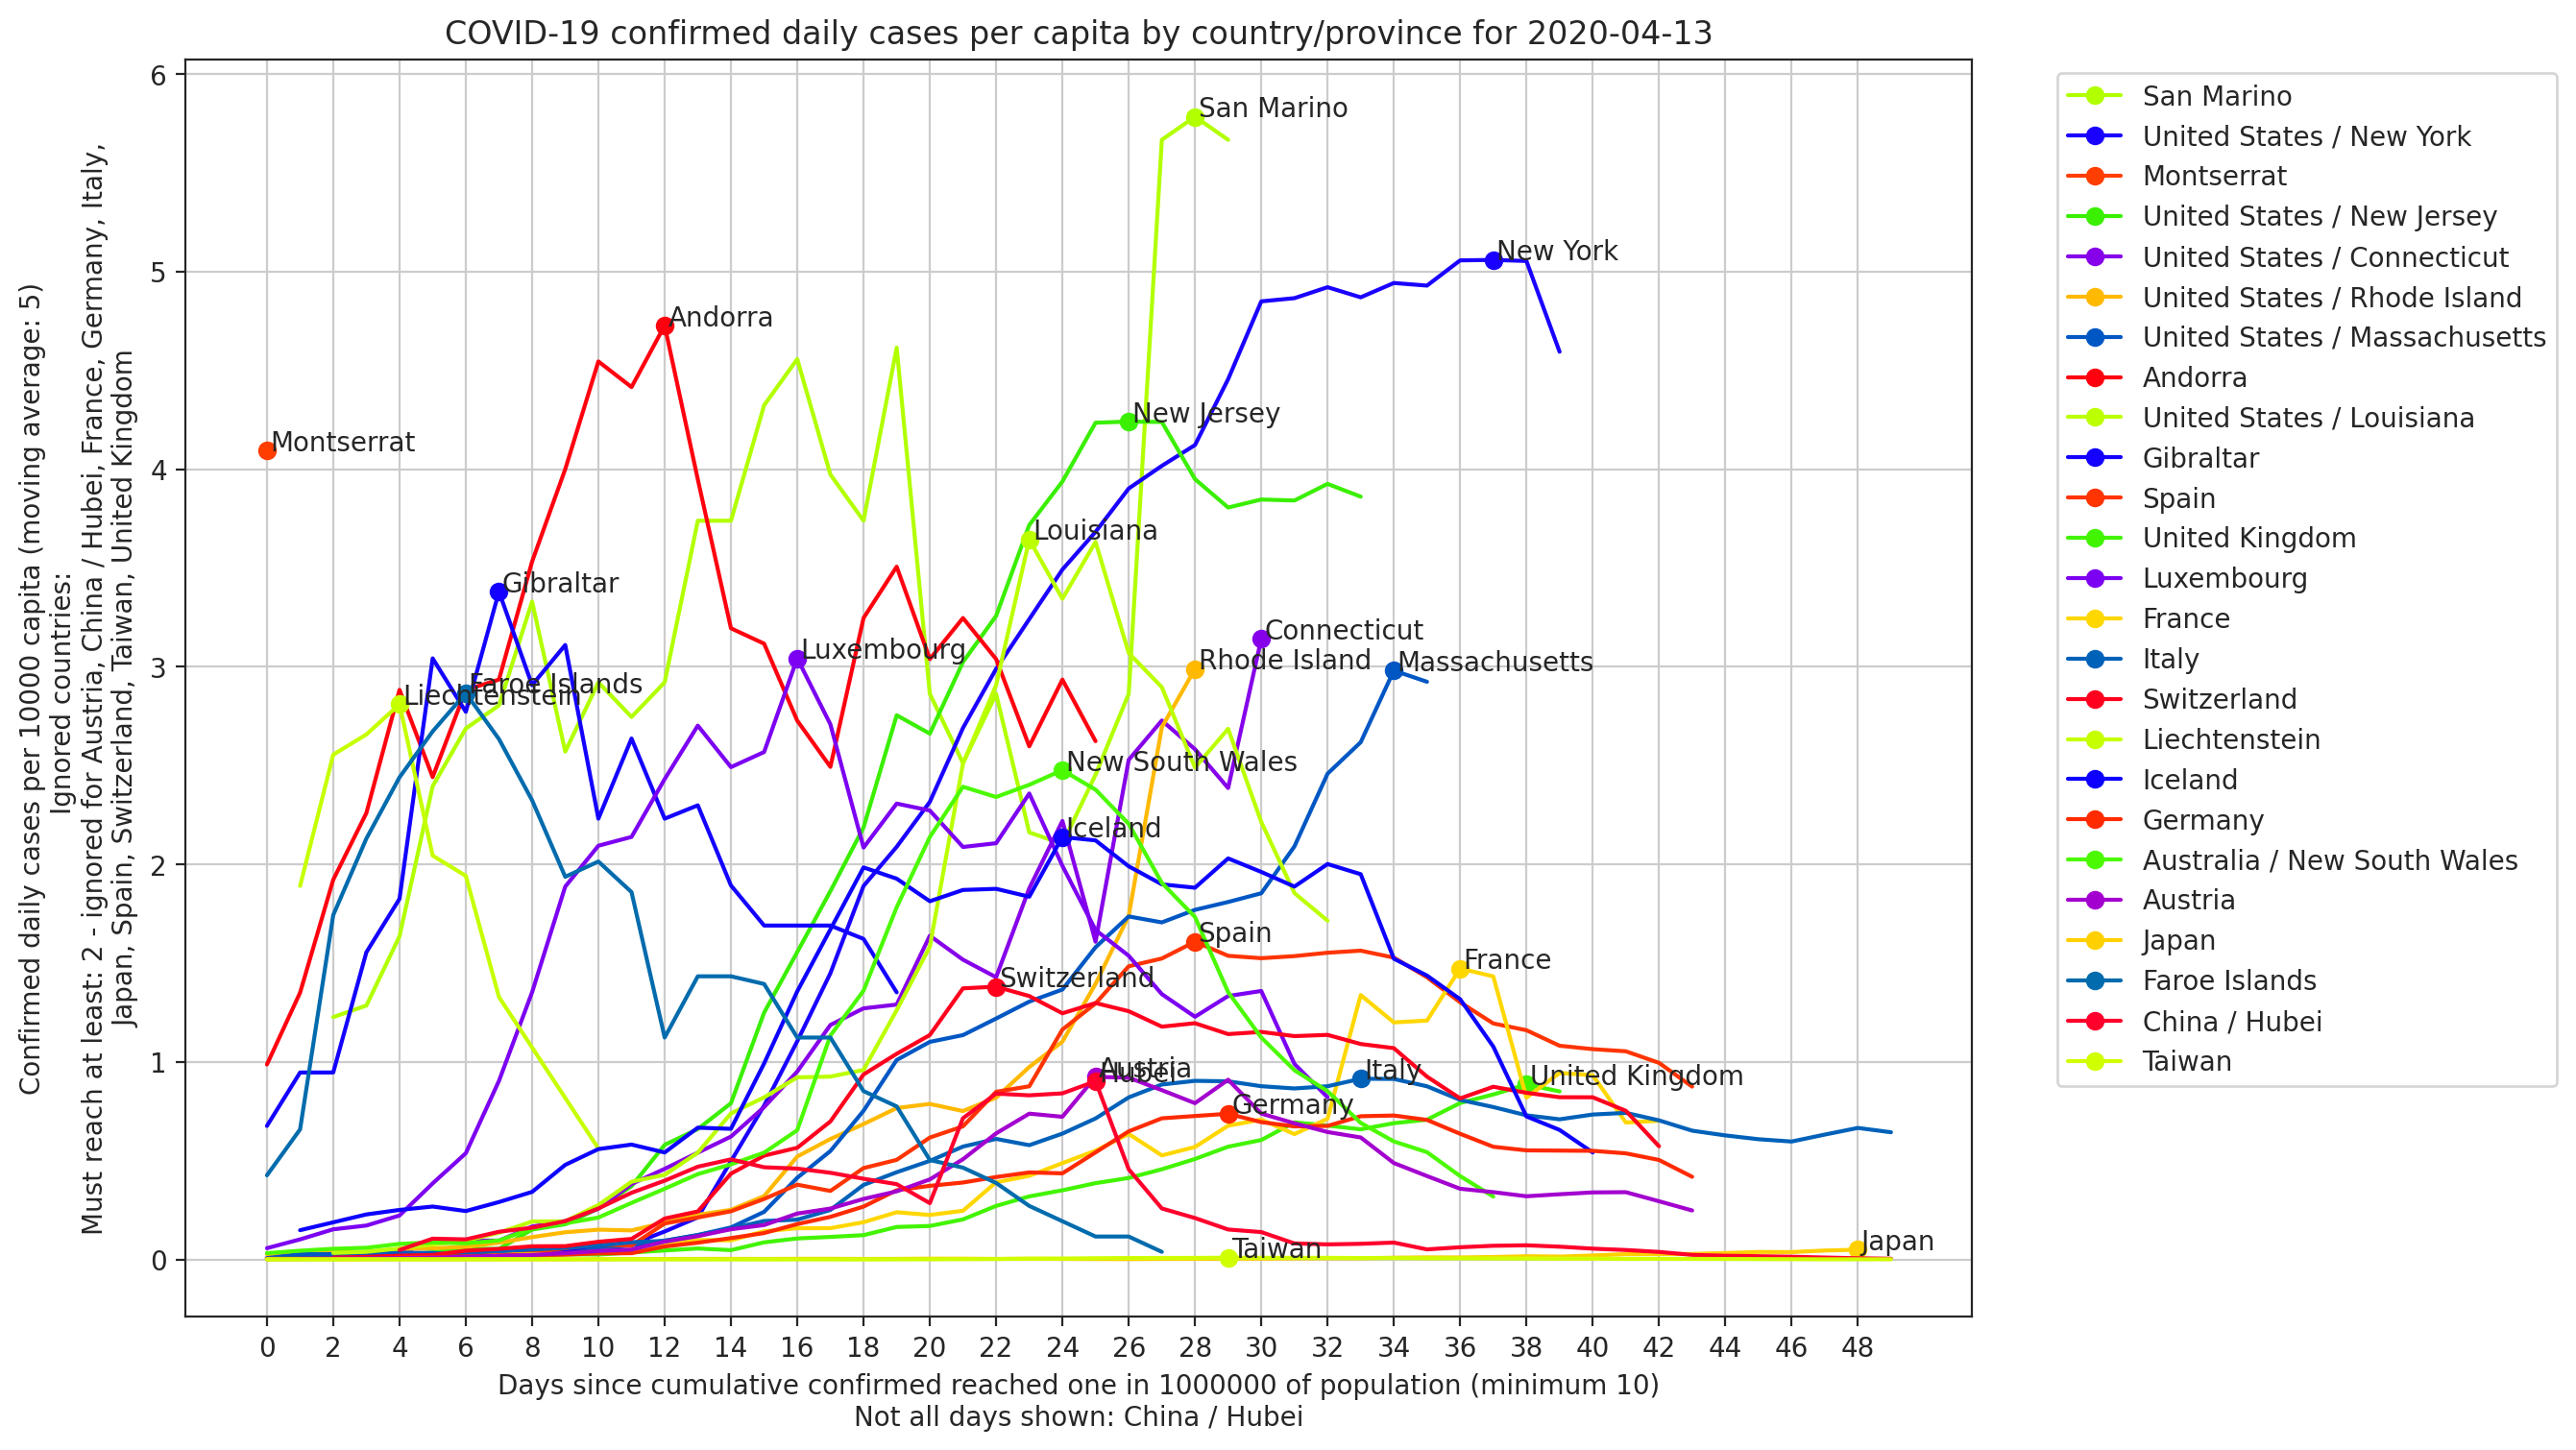 COVID-19 confirmed daily cases per capita by country/province for 2020-04-13
Confirmed daily cases per 10000 capita (moving average: 5)
Ignored countries:
Must reach at least: 2 - ignored for Austria, China / Hubei, France, Germany, Italy,
Japan, Spain, Switzerland, Taiwan, United Kingdom
6
5
4
3
2
1
0
San Marino
New York
Andorra
Montserrat
New Jersey
Louisiana
Gibraltar
Luxembourg
Connecticut
Rhode Island
Massachusetts
Faroe Islands
Liechtenstein
New South Wales
Iceland
Spain
France
Switzerland
Austria
Hubei
Italy
United Kingdom
Germany
Taiwan
Japan
0 2 4 6 8 10 12 14 16 18 20 22 24 26 28 30 32 34 36 38 40 42 44 46 48
Days since cumulative confirmed reached one in 1000000 of population (minimum 10)
Not all days shown: China / Hubei
San Marino
United States / New York
Montserrat
United States / New Jersey
United States / Connecticut
United States / Rhode Island
United States / Massachusetts
Andorra
United States / Louisiana
Gibraltar
Spain
United Kingdom
Luxembourg
France
Italy
Switzerland
Liechtenstein
Iceland
Germany
Australia / New South Wales
Austria
Japan
Faroe Islands
China / Hubei
Taiwan